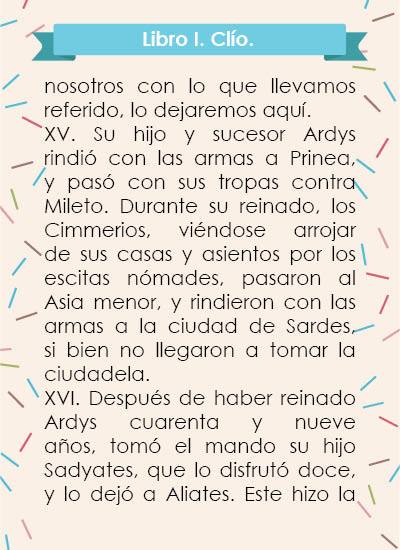 Libro I. Clío.
nosotros con lo que llevamos
referido, lo dejaremos aquí.
XV. Su hijo y sucesor Ardys
rindió con las armas a Prinea,
y pasó con sus tropas contra
Mileto. Durante su reinado, los
Cimmerios, viéndose arrojar
de sus casas y asientos por los
escitas nómades, pasaron al
Asia menor, y rindieron con las
armas a la ciudad de Sardes,
si bien no llegaron a tomar la
ciudadela.
XVI. Después de haber reinado
Ardys cuarenta y nueve
años, tomó el mando su hijo
Sadyates, que lo disfrutó doce,
y lo dejó a Aliates. Este hizo la